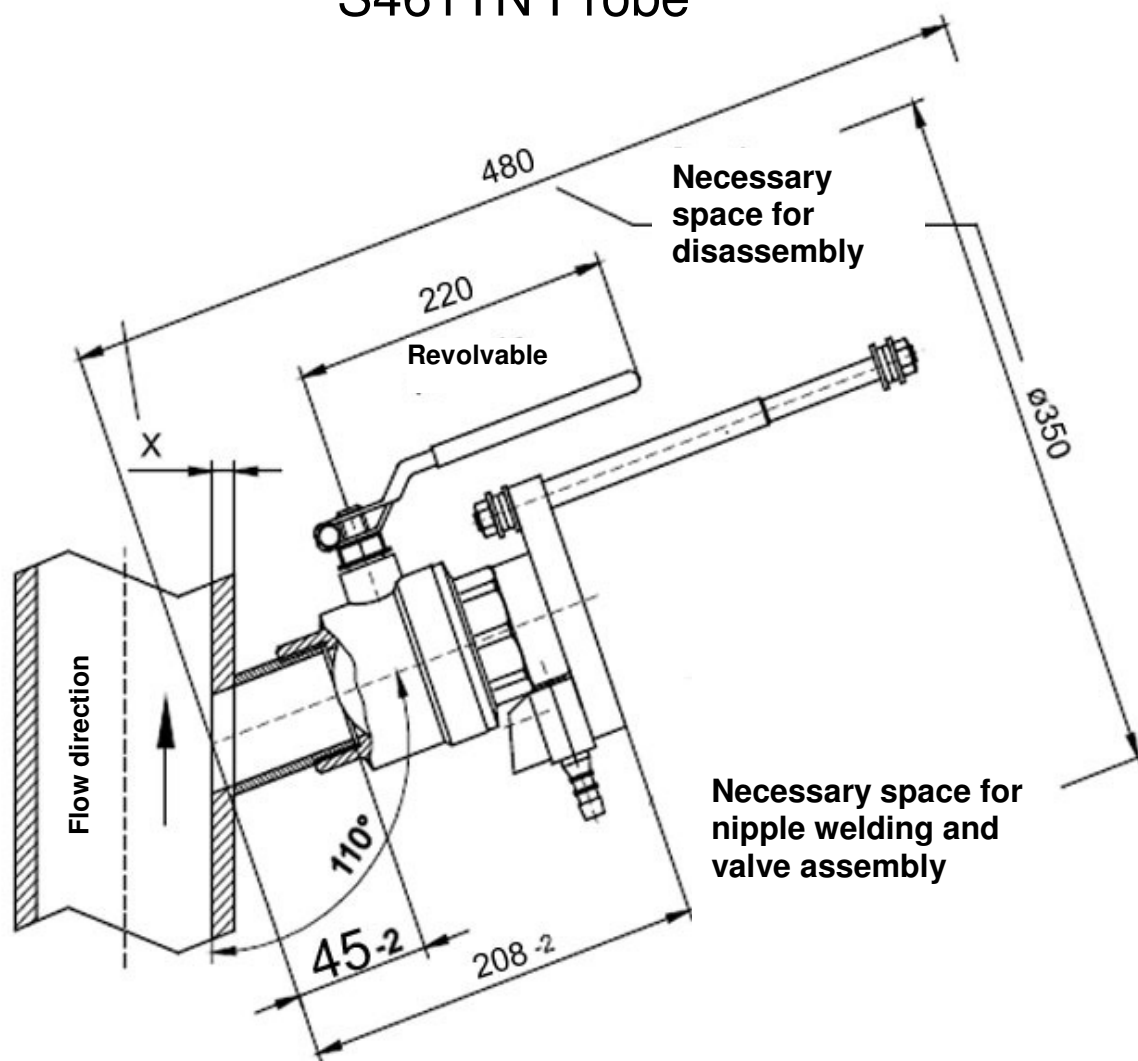 480
Necessary
space for
disassembly
220
Revolvable
ø350
X
Flow direction
110°
45-2
208-2
Necessary space for
nipple welding and
valve assembly